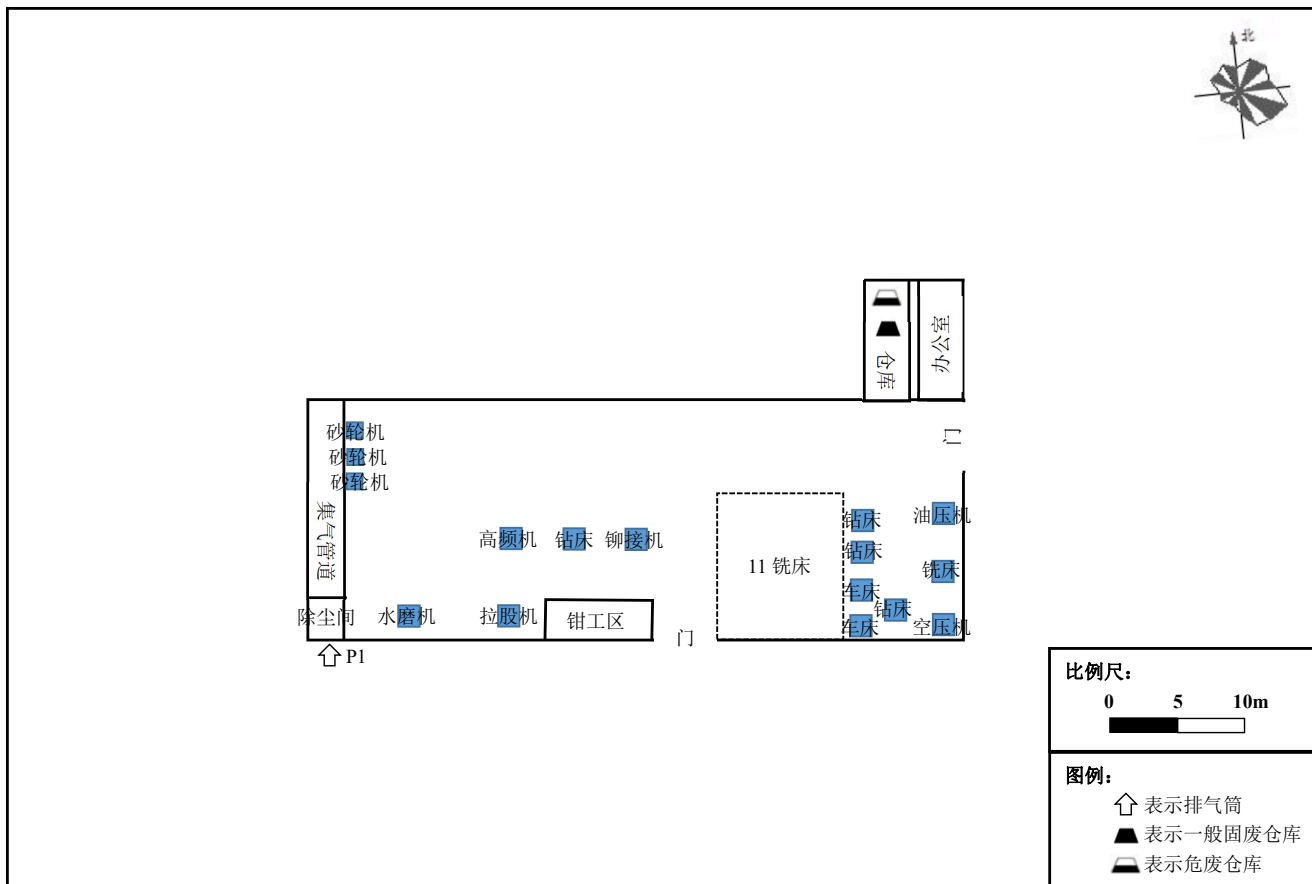 北
仓库
办公室
砂轮机
砂轮机
砂轮机
门
集气管道
钻床
油压机
高频机
钻床
铆接机
钻床
11 铣床
铣床
车床
钻床
除尘间
水磨机
拉股机
钳工区
车床
空压机
门
P1
比例尺：
0 5 10m
图例：
表示排气筒
表示一般固废仓库
表示危废仓库